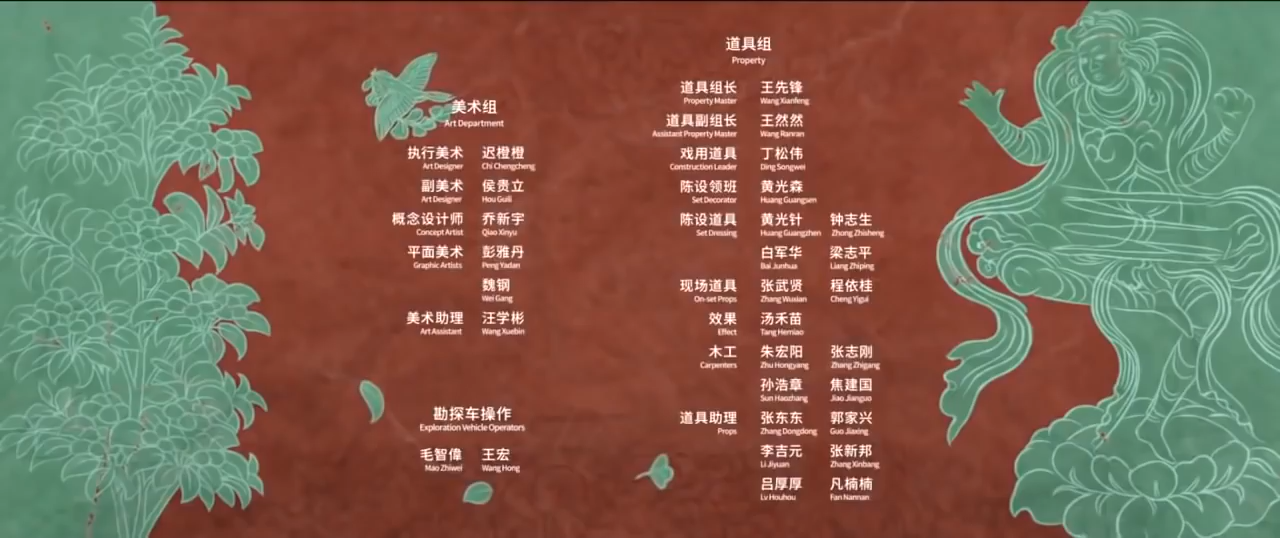 美术组
Art Department
执行美术 迟橙橙
Art Designer Chi Chengcheng
副美术 侯贵立
Art Designer Hou Guili
概念设计师 乔新宇
Concept Artist Qiao Xinyu
平面美术 彭雅丹
Graphic Artists Peng Yadan
魏钢
Wei Gang
美术助理 汪学彬
Art Assistant Wang Xuebin
勘探车操作
Exploration Vehicle Operators
毛智偉 王宏
Mao Zhiwei Wang Hong
道具组
Property
道具组长 王先锋
Property Master Wang Xianfeng
道具副组长 王然然
Assistant Property Master Wang Ranran
戏用道具 丁松伟
Construction Leader Ding Songwei
陈设领班 黄光森
Set Decorator Huang Guangsen
陈设道具 黄光针 钟志生
Set Dressing Huang Guangzhen Zhong Zhisheng
白军华 梁志平
Bai Junhua Liang Zhiping
现场道具 张武贤 程依桂
On-set Props Zhang Wuxian Cheng Yigui
效果 汤禾苗
Effect Tang Hemiao
木工 朱宏阳 张志刚
Carpenters Zhu Hongyang Zhang Zhigang
孙浩章 焦建国
Sun Haozhang Jiao Jianguo
道具助理 张东东 郭家兴
Props Zhang Dongdong Guo Jiaxing
李吉元 张新邦
Li Jiyuan Zhang Xinbang
吕厚厚 凡楠楠
Lv Houhou Fan Nannan